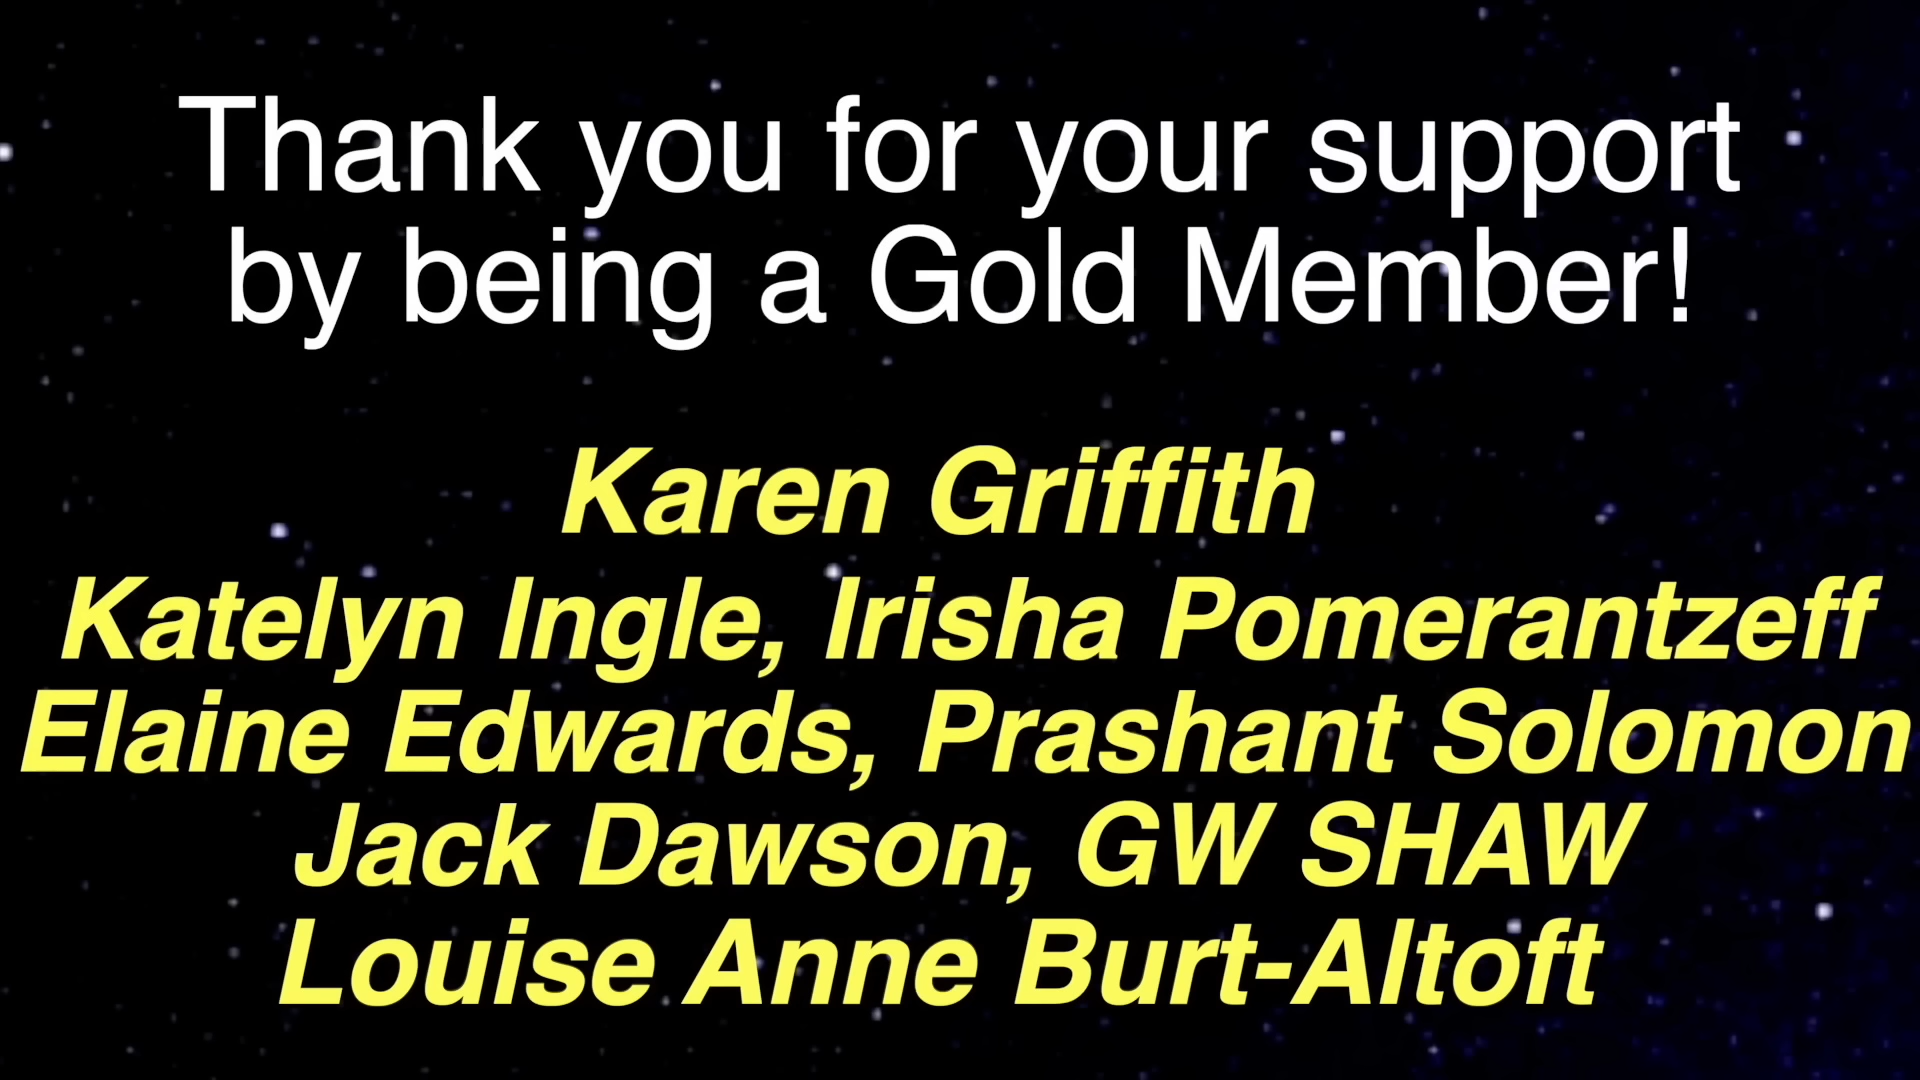 Thank you for your support
by being a Gold Member!
Karen Griffith
Katelyn Ingle, Irisha Pomerantzeff
Elaine Edwards, Prashant Solomon
Jack Dawson, GW SHAW
Louise Anne Burt-Altoft